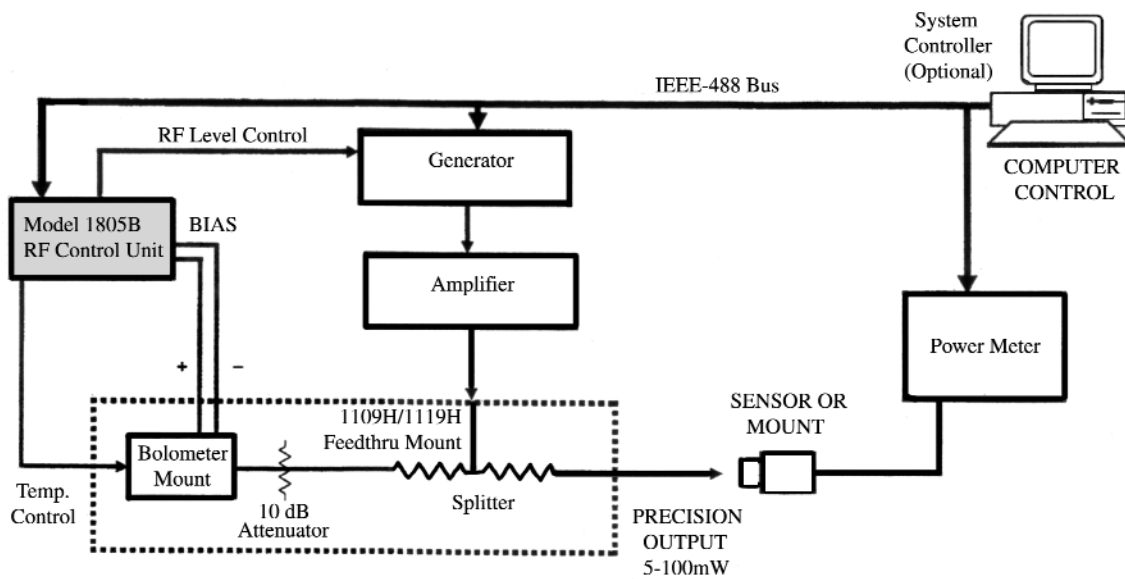 System
Controller
(Optional)
IEEE-488 Bus
RF Level Control
Generator
COMPUTER
CONTROL
Model 1805B
RF Control Unit
BIAS
Amplifier
Power Meter
+
–
1109H/1119H
Feedthru Mount
SENSOR OR
MOUNT
Bolometer
Mount
Temp.
Control
10 dB
Attenuator
Splitter
PRECISION
OUTPUT
5-100mW